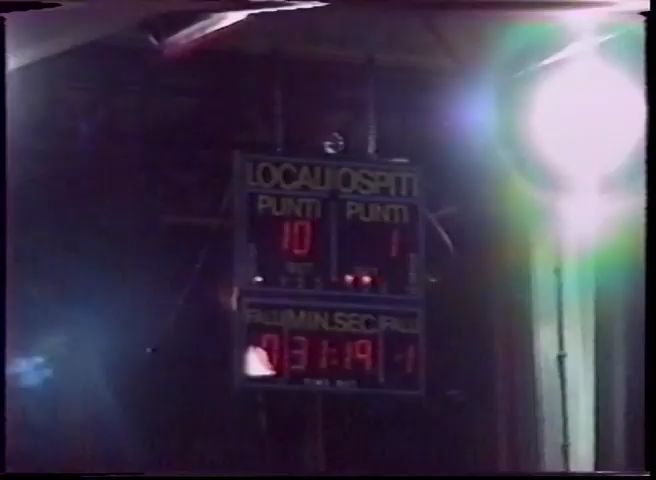 LOCALI OSPITI
PUNTI PUNTI
10 1
FALLI MIN. SEC. FALLI
0 31:19 1